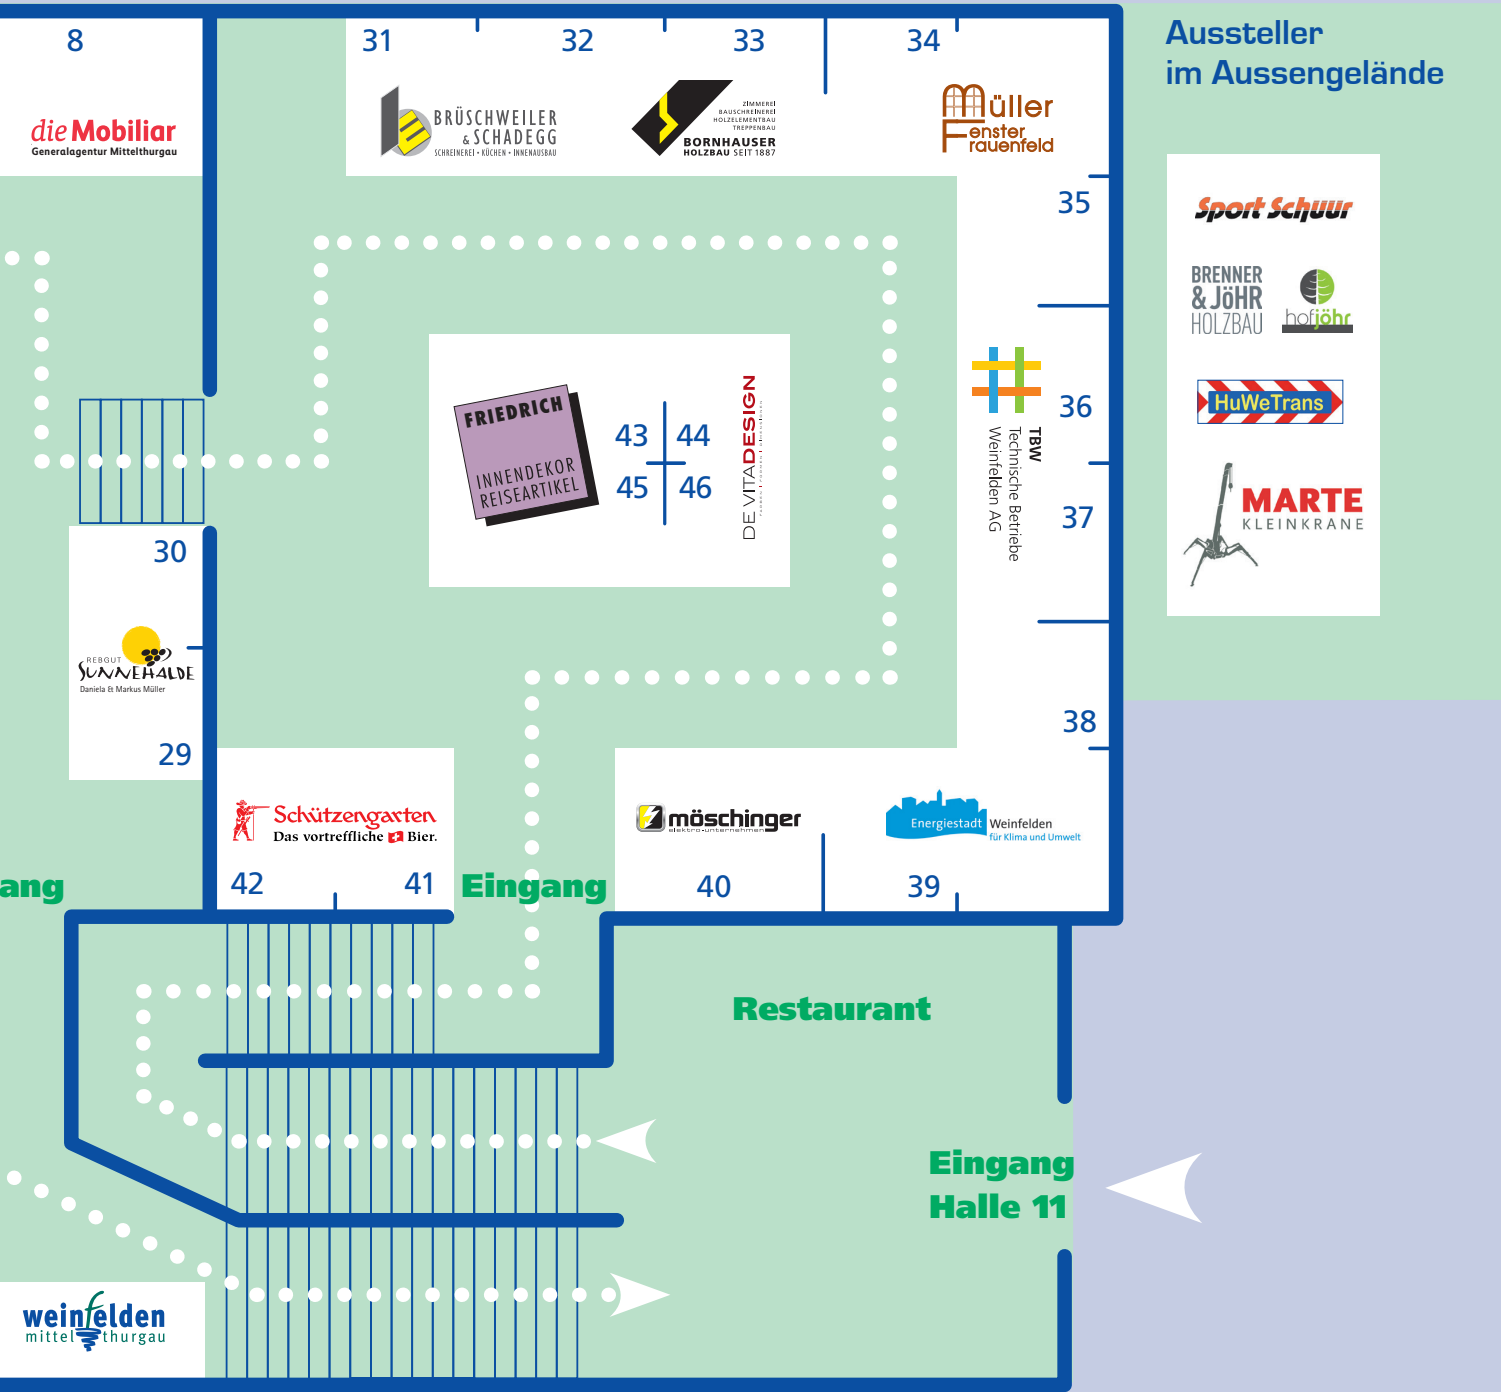 8
31
32
33
34
Aussteller
im Aussengelände
die Mobiliar
Generalagentur Mittelthurgau
BRÜSCHWEILER
& SCHADEGG
SCHREINEREI • KÜCHEN • INNENAUSBAU
ZIMMEREI
BAUSCHREINEREI
HOLZELEMENTBAU
TREPPENBAU
BORNHAUSER
HOLZBAU SEIT 1887
Müller
Fenster
Frauenfeld
35
Sport Schuur
BRENNER
& JÖHR
HOLZBAU
hofjöhr
HuWeTrans
MARTE
KLEINKRANE
FRIEDRICH
INNENDEKOR
REISEARTIKEL
43
44
45
46
DE VITADESIGN
TBW
Technische Betriebe
Weinfelden AG
36
37
38
30
REBGUT
SUNNEHALDE
Daniela & Markus Müller
29
Schützengarten
Das vortreffliche Bier.
42
41
ang
Eingang
möschinger
elektro-unternehmen
Energiestadt
Weinfelden
für Klima und Umwelt
40
39
Restaurant
Eingang
Halle 11
weinfelden
mittelthurgau